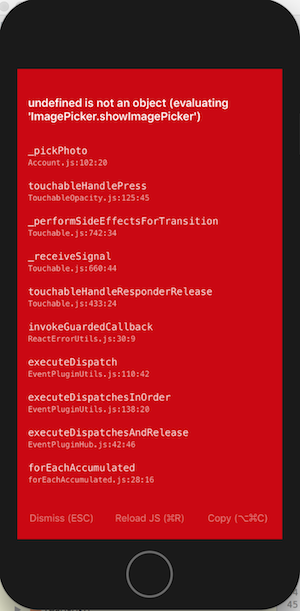 undefined is not an object (evaluating
'ImagePicker.showImagePicker')
_pickPhoto
Account.js:102:20
touchableHandlePress
TouchableOpacity.js:125:45
_performSideEffectsForTransition
Touchable.js:742:34
_receiveSignal
Touchable.js:660:44
touchableHandleResponderRelease
Touchable.js:433:24
invokeGuardedCallback
ReactErrorUtils.js:30:9
executeDispatch
EventPluginUtils.js:110:42
executeDispatchesInOrder
EventPluginUtils.js:138:20
executeDispatchesAndRelease
EventPluginHub.js:42:46
forEachAccumulated
forEachAccumulated.js:28:16
Dismiss (ESC) Reload JS (⌘R) Copy (⌥⌘C)